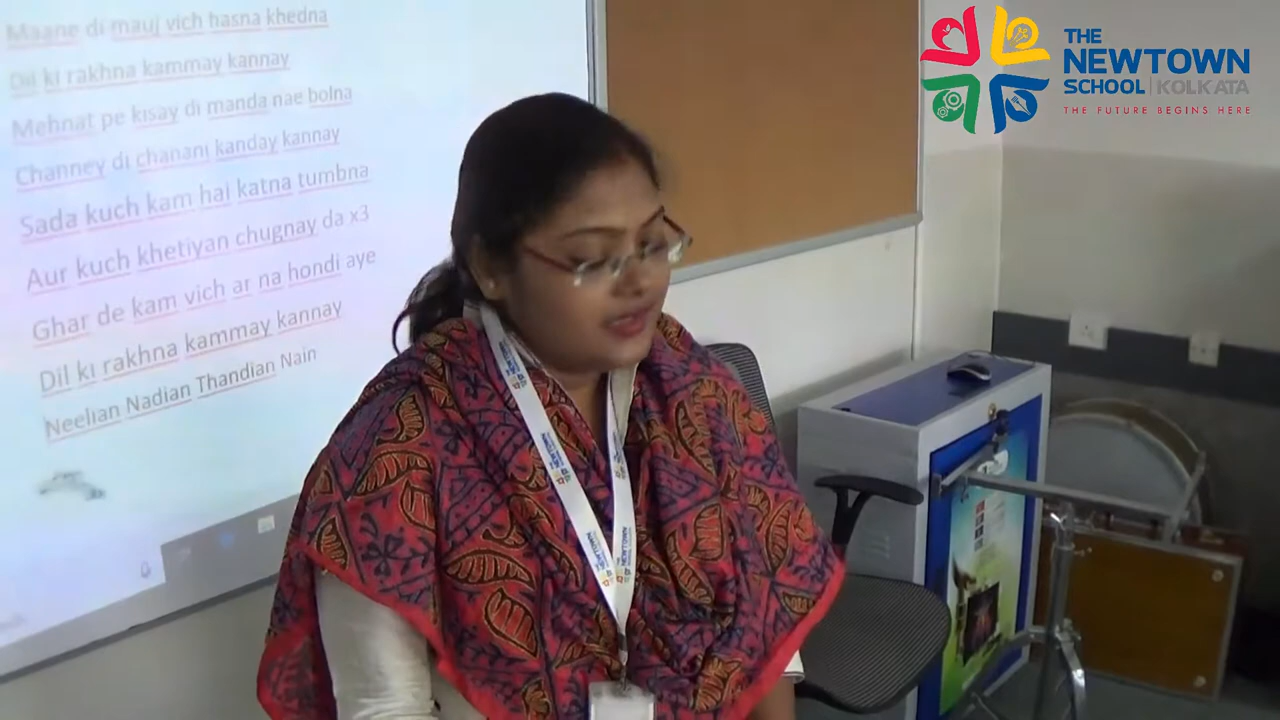 Maane di mauj vich hasna khedna
Dil ki rakhna kammay kannay
Mehnat pe kisay di manda nae bolna
Channey di chanani kanday kannay
Sada kuch kam hai katna tumbna
Aur kuch khetiyan chugnay da x3
Ghar de kam vich ar na hondi aye
Dil ki rakhna kammay kannay
Neelian Nadian Thandian Nain
THE
NEWTOWN
SCHOOL KOLKATA
THE FUTURE BEGINS HERE
THE
NEWTOWN